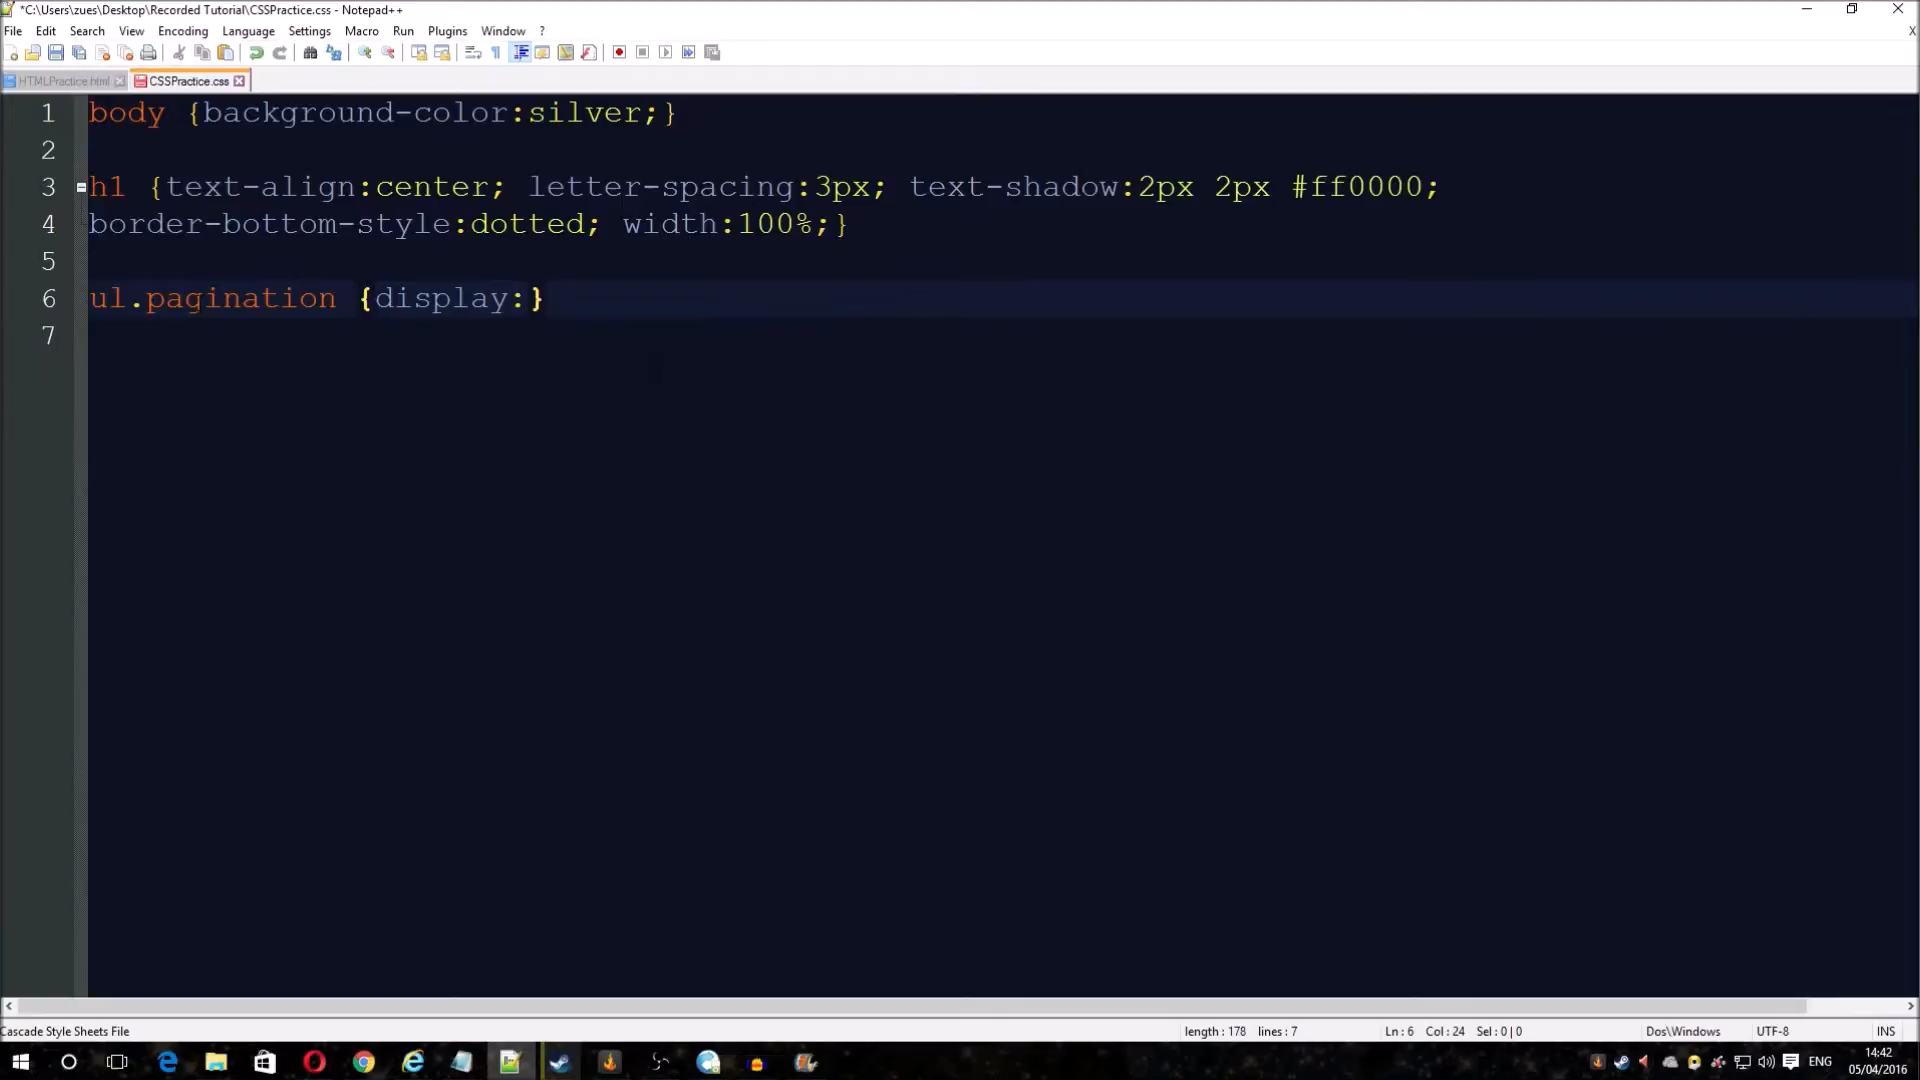 *C:\Users\zues\Desktop\Recorded Tutorial\CSSPractice.css - Notepad++
File Edit Search View Encoding Language Settings Macro Run Plugins Window ? X
HTMLPractice.html CSSPractice.css
1 body {background-color:silver;}
2
3 h1 {text-align:center; letter-spacing:3px; text-shadow:2px 2px #ff0000;
4 border-bottom-style:dotted; width:100%;}
5
6 ul.pagination {display:}
7
Cascade Style Sheets File length : 178 lines : 7 Ln : 6 Col : 24 Sel : 0 | 0 Dos\Windows UTF-8 INS
ENG 14:42
05/04/2016